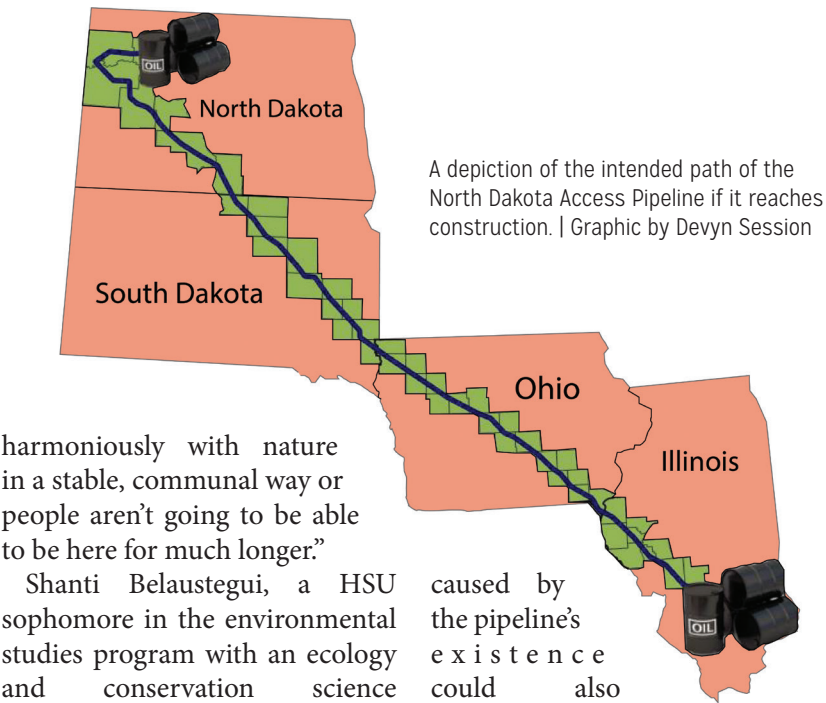 OIL
North Dakota
A depiction of the intended path of the
North Dakota Access Pipeline if it reaches
construction. | Graphic by Devyn Session
South Dakota
Ohio
Illinois
OIL
harmoniously with nature
in a stable, communal way or
people aren't going to be able
to be here for much longer.”
Shanti Belaustegui, a HSU
sophomore in the environmental
studies program with an ecology
and conservation science
caused by
the pipeline's
existence
could also